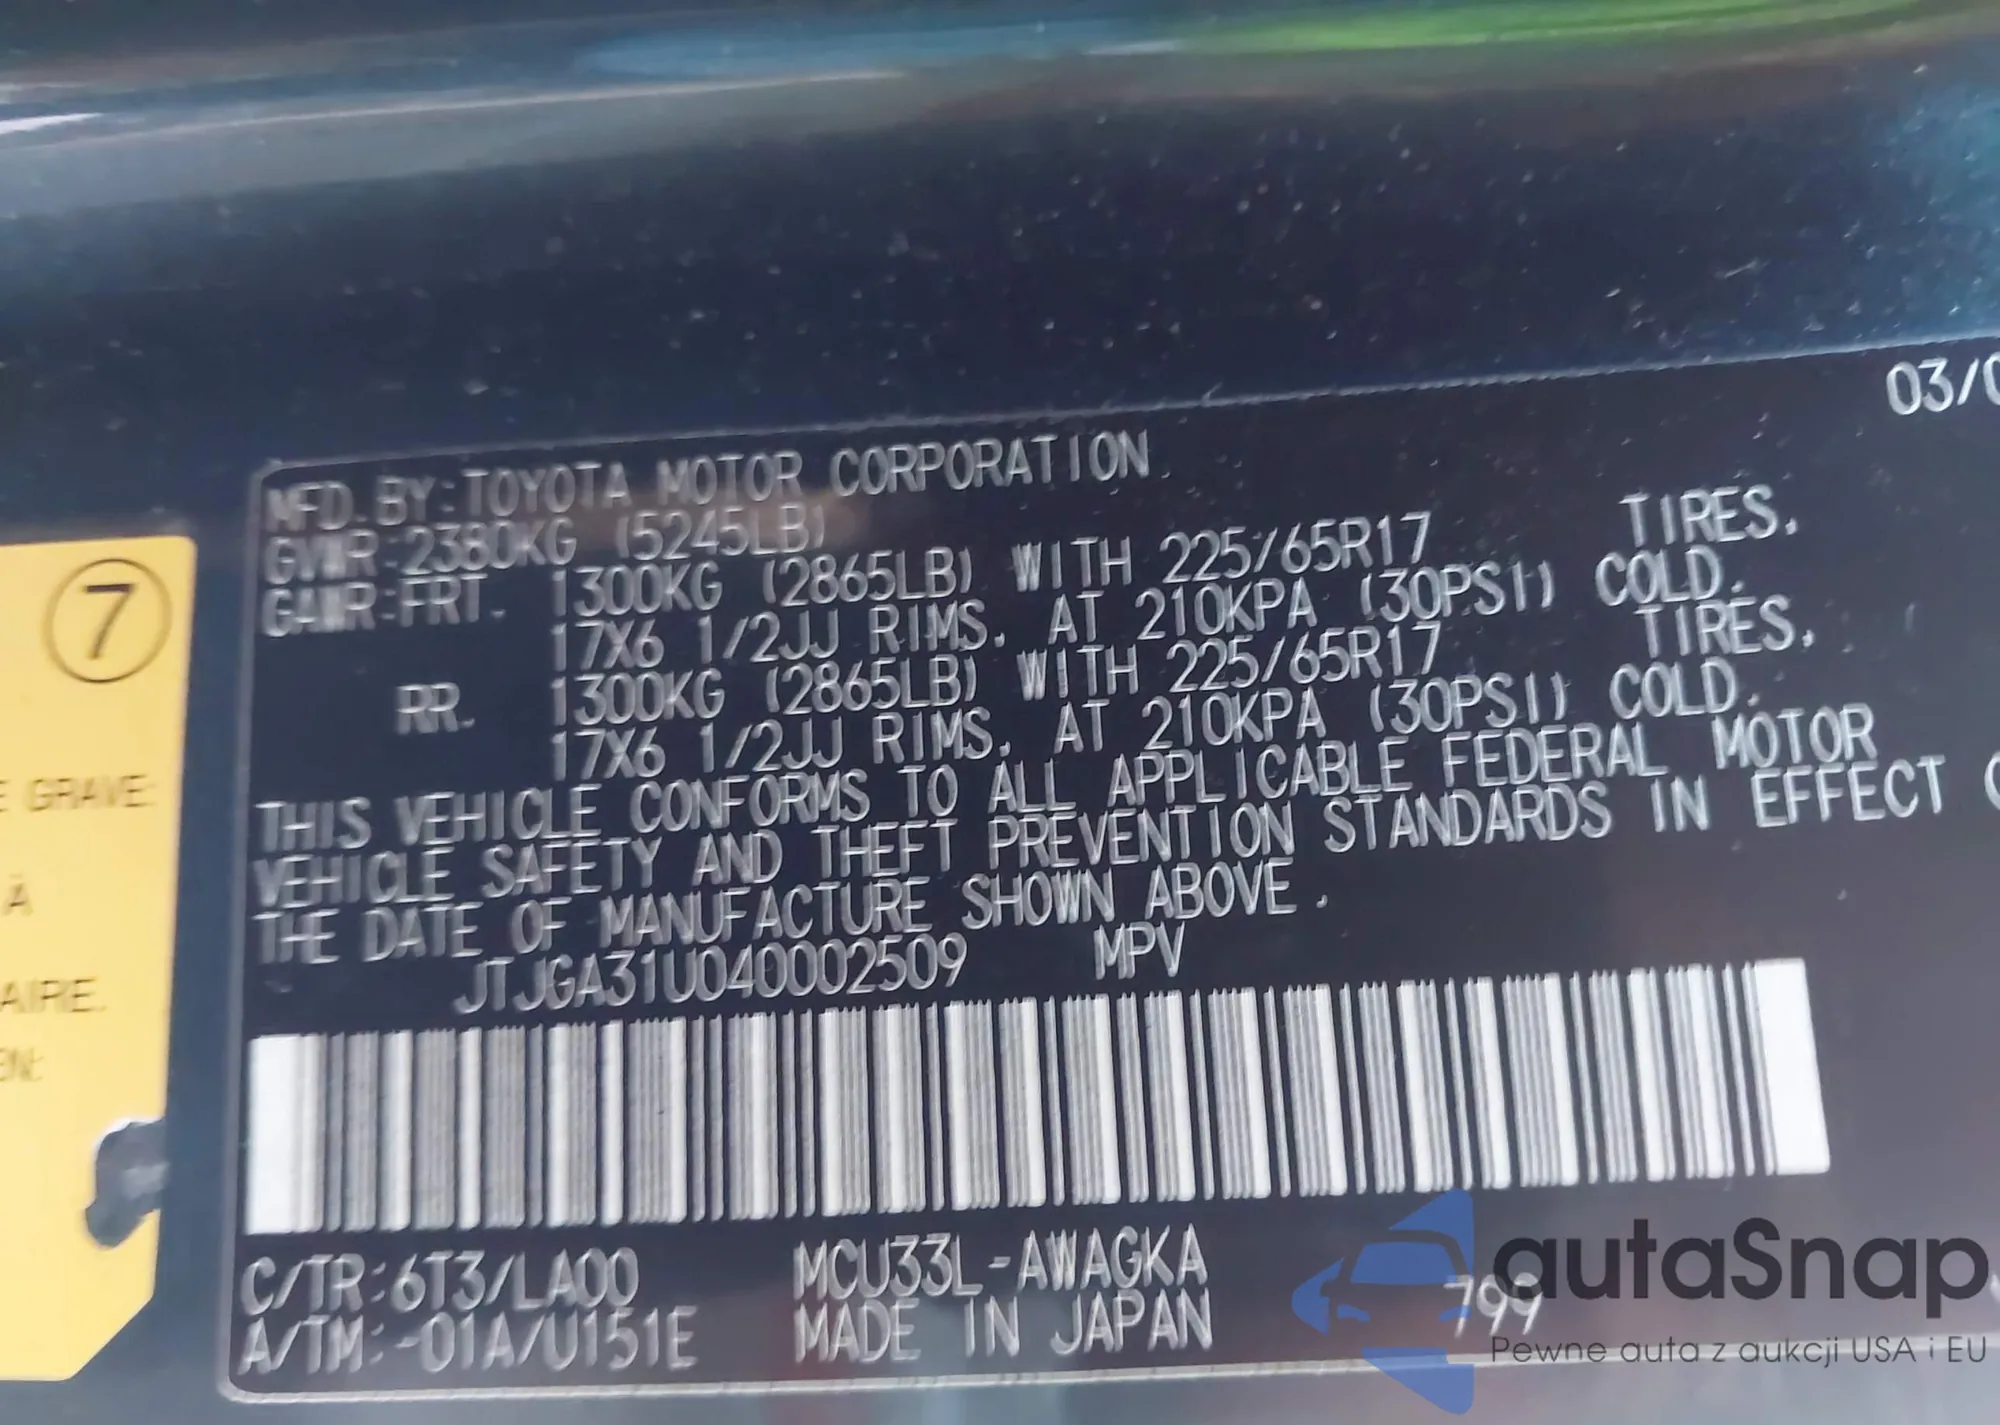 03/0
MFD. BY: TOYOTA MOTOR CORPORATION
GVWR: 2380KG (5245LB)
GAWR: FRT. 1300KG (2865LB) WITH 225/65R17 TIRES,
17X6 1/2JJ RIMS, AT 210KPA (30PSI) COLD.
RR. 1300KG (2865LB) WITH 225/65R17 TIRES,
17X6 1/2JJ RIMS, AT 210KPA (30PSI) COLD.
THIS VEHICLE CONFORMS TO ALL APPLICABLE FEDERAL MOTOR
VEHICLE SAFETY AND THEFT PREVENTION STANDARDS IN EFFECT
THE DATE OF MANUFACTURE SHOWN ABOVE.
JTJGA31U040002509 MPV
C/TR: 6T3/LA00 MCU33L-AWAGKA
A/TM: -01A/U151E MADE IN JAPAN 799
7
E GRAVE
À
AIRE.
EN:
autaSnap
Pewne auta z aukcji USA i EU